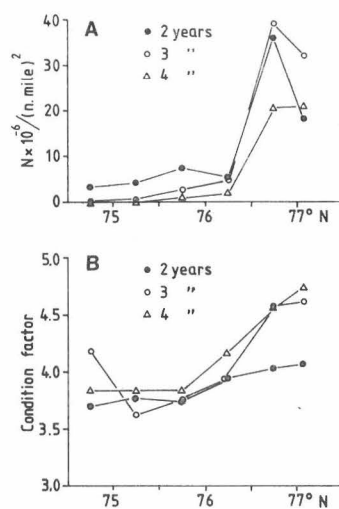 A
● 2 years
○ 3 "
△ 4 "
N×10⁻⁶/(n.mile)²
40
30
20
10
0
75 76 77° N
B
● 2 years
○ 3 "
△ 4 "
Condition factor
5.0
4.5
4.0
3.5
3.0
75 76 77° N